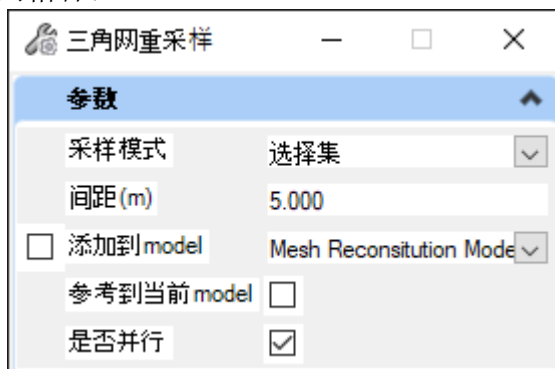 三角网重采样
参数
采样模式 选择集
间距(m) 5.000
添加到model Mesh Reconsitution Mode
参考到当前model
是否并行